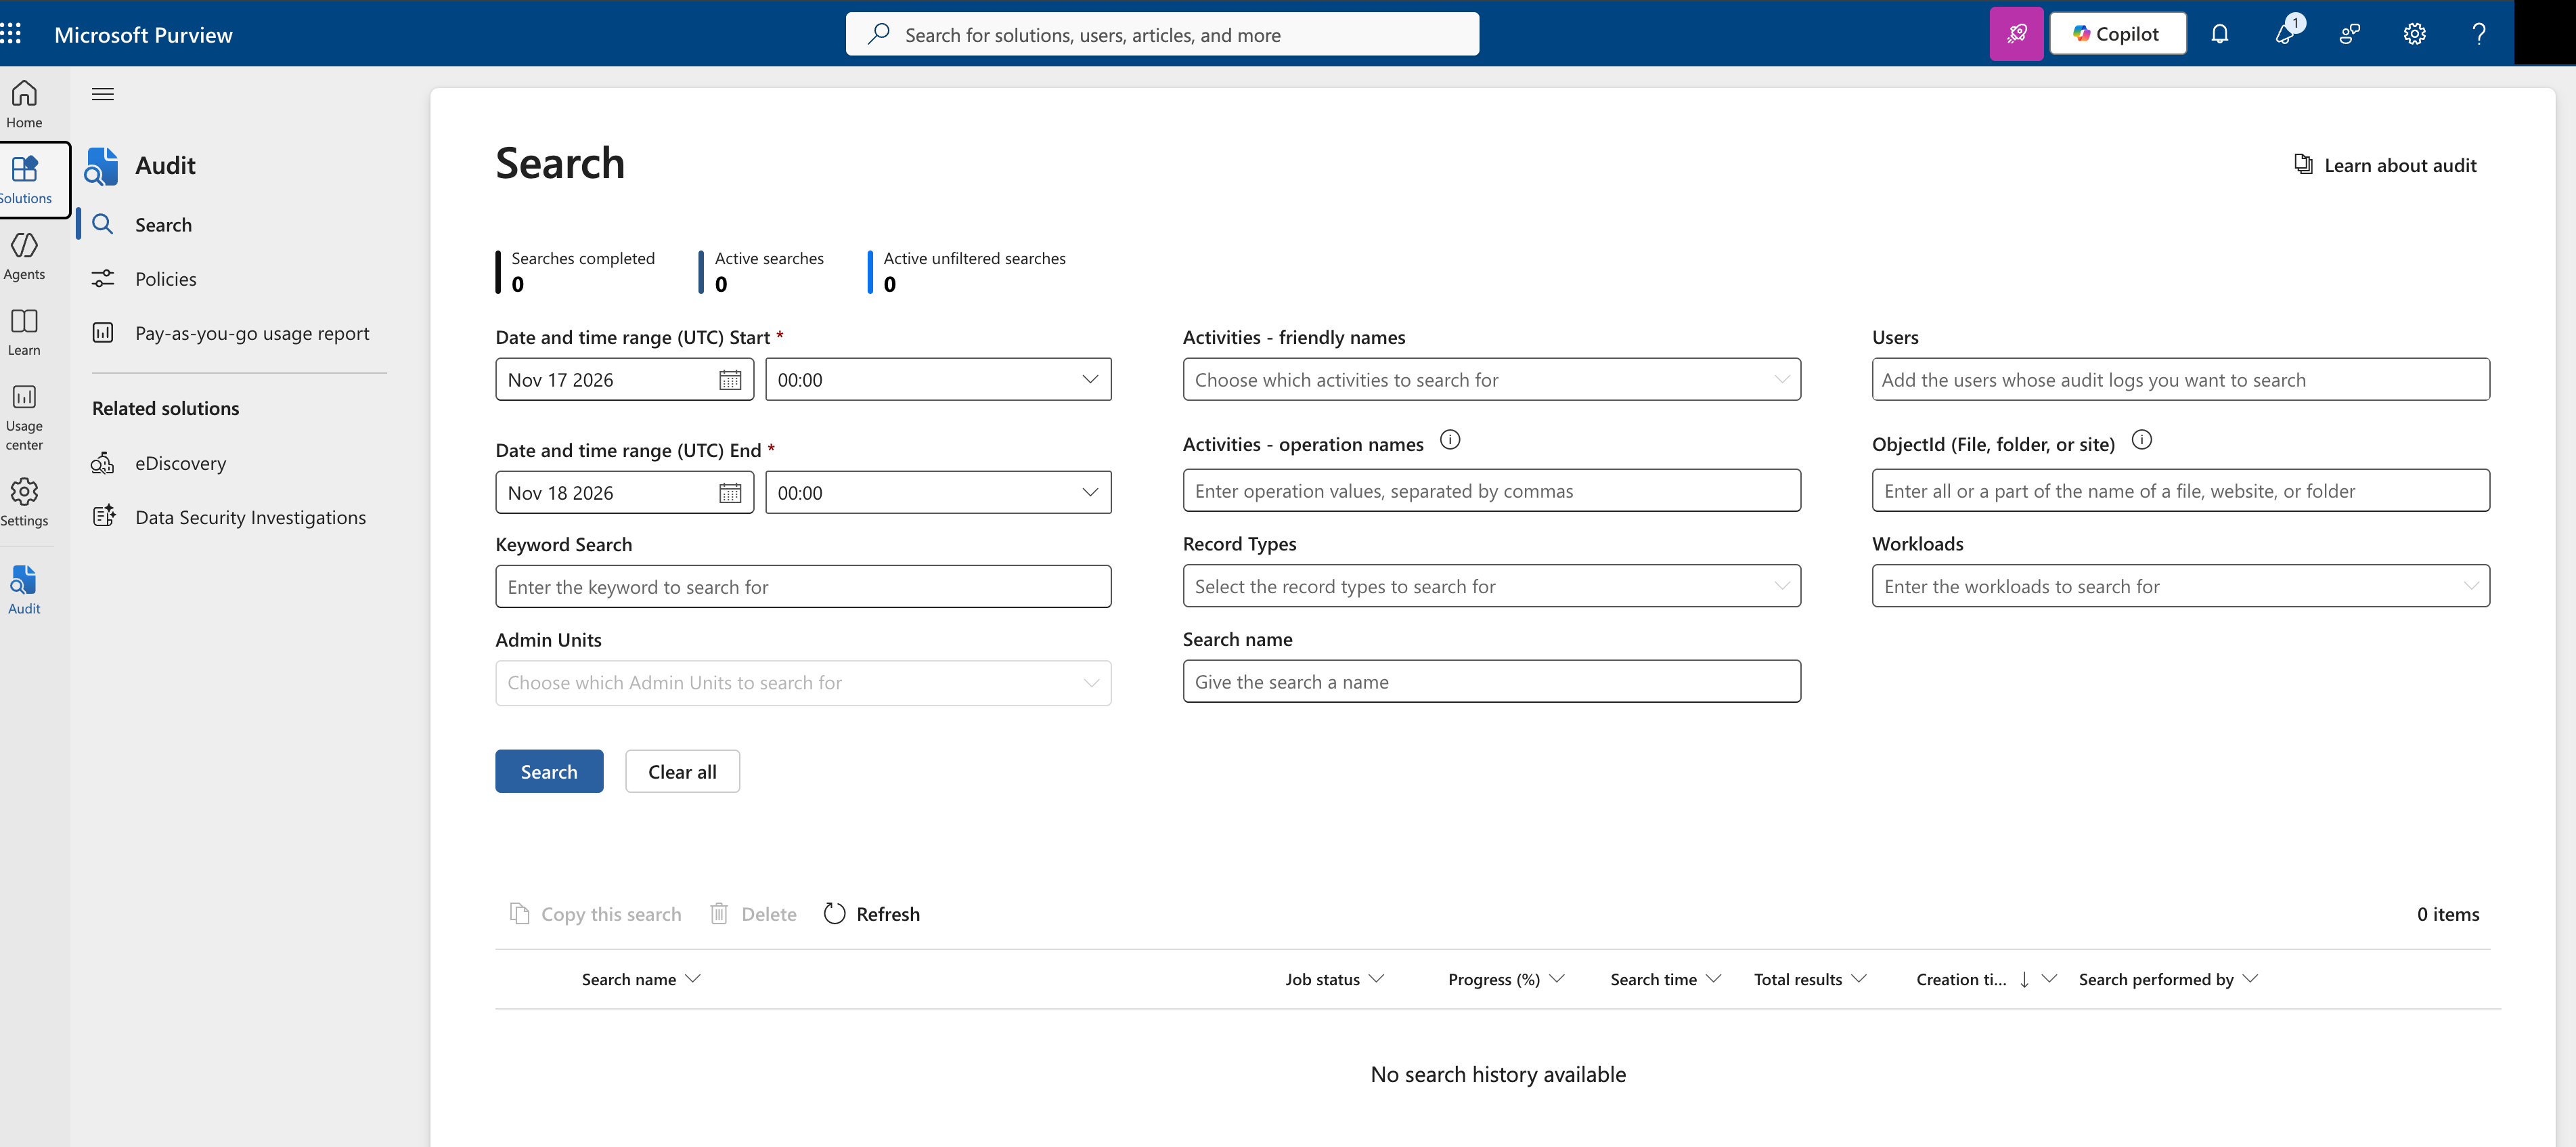 Microsoft Purview
Search for solutions, users, articles, and more
Copilot
1
Home
Solutions
Agents
Learn
Usage
center
Settings
Audit
Audit
Search
Policies
Pay-as-you-go usage report
Related solutions
eDiscovery
Data Security Investigations
Search
Learn about audit
Searches completed
0
Active searches
0
Active unfiltered searches
0
Date and time range (UTC) Start *
Nov 17 2026
00:00
Activities - friendly names
Choose which activities to search for
Users
Add the users whose audit logs you want to search
Date and time range (UTC) End *
Nov 18 2026
00:00
Activities - operation names
Enter operation values, separated by commas
ObjectId (File, folder, or site)
Enter all or a part of the name of a file, website, or folder
Keyword Search
Enter the keyword to search for
Record Types
Select the record types to search for
Workloads
Enter the workloads to search for
Admin Units
Choose which Admin Units to search for
Search name
Give the search a name
Search
Clear all
Copy this search
Delete
Refresh
0 items
Search name
Job status
Progress (%)
Search time
Total results
Creation ti...
Search performed by
No search history available